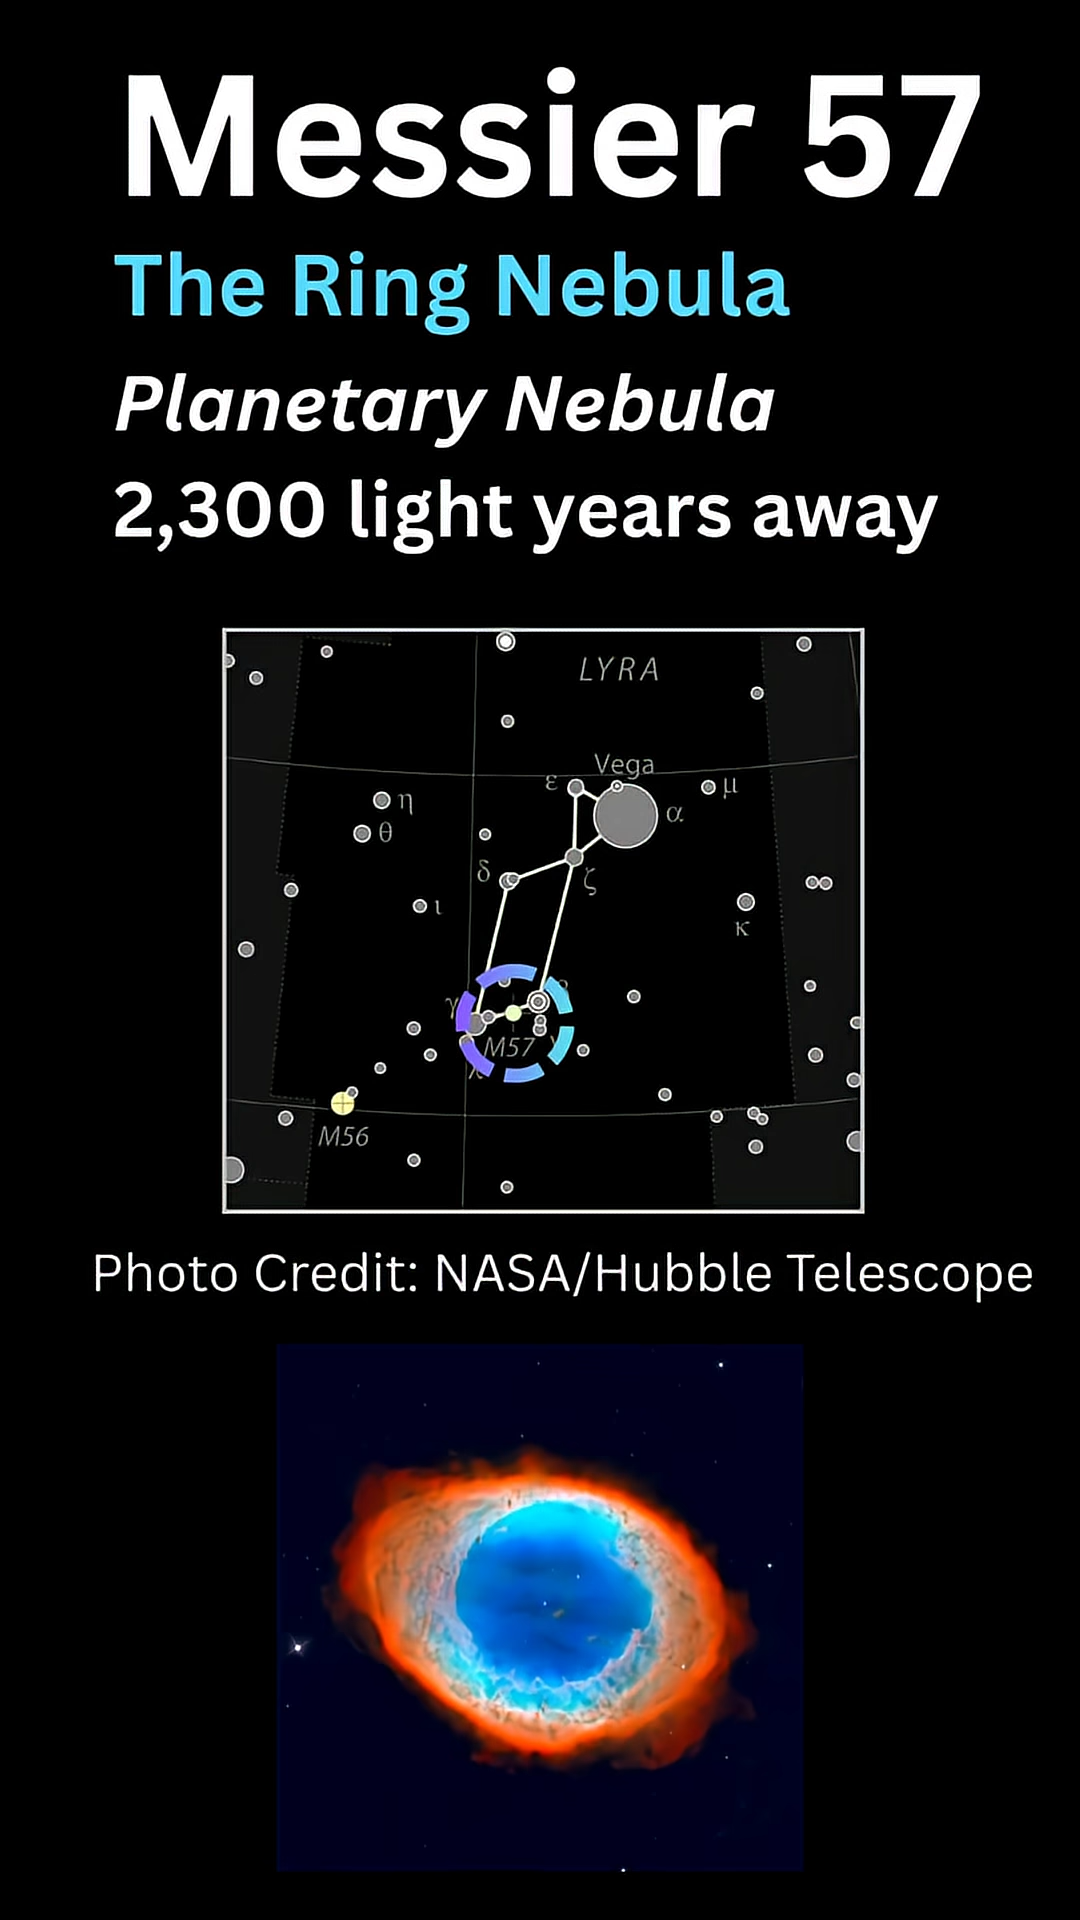 Messier 57
The Ring Nebula
Planetary Nebula
2,300 light years away
LYRA
Vega
ε
μ
α
η
θ
δ
ζ
ι
κ
γ
M57
λ
M56
Photo Credit: NASA/Hubble Telescope